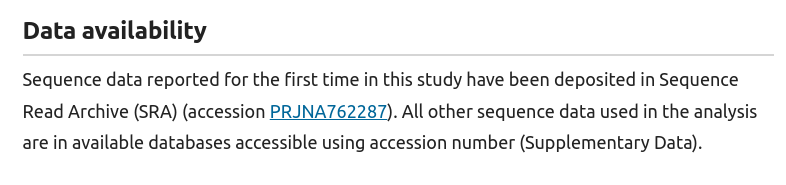 Data availability
Sequence data reported for the first time in this study have been deposited in Sequence
Read Archive (SRA) (accession PRJNA762287). All other sequence data used in the analysis
are in available databases accessible using accession number (Supplementary Data).